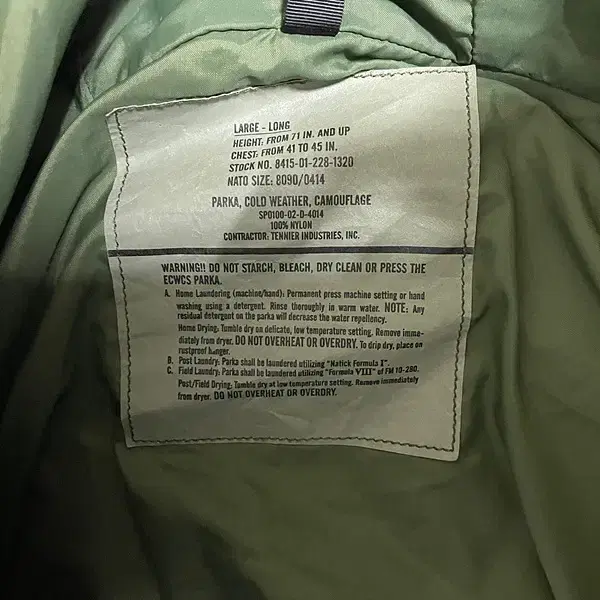 LARGE - LONG
HEIGHT: FROM 71 IN. AND UP
CHEST: FROM 41 TO 45 IN.
STOCK NO. 8415-01-228-1320
NATO SIZE: 8090/0414
PARKA, COLD WEATHER, CAMOUFLAGE
SPO100-02-D-4014
100% NYLON
CONTRACTOR: TENNIER INDUSTRIES, INC.
WARNING!! DO NOT STARCH, BLEACH, DRY CLEAN OR PRESS THE
ECWCS PARKA.
A. Home Laundering (machine/hand): Permanent press machine setting or hand
washing using a detergent. Rinse thoroughly in warm water. NOTE: Any
residual detergent on the parka will decrease the water repellency.
Home Drying: Tumble dry on delicate, low temperature setting. Remove imme-
diately from dryer. DO NOT OVERHEAT OR OVERDRY. To drip dry, place on
rustproof hanger.
B. Post Laundry: Parka shall be laundered utilizing "Natick Formula I".
C. Field Laundry: Parka shall be laundered utilizing "Formula VIII" of FM 10-280.
Post/Field Drying: Tumble dry at low temperature setting. Remove immediately
from dryer. DO NOT OVERHEAT OR OVERDRY.